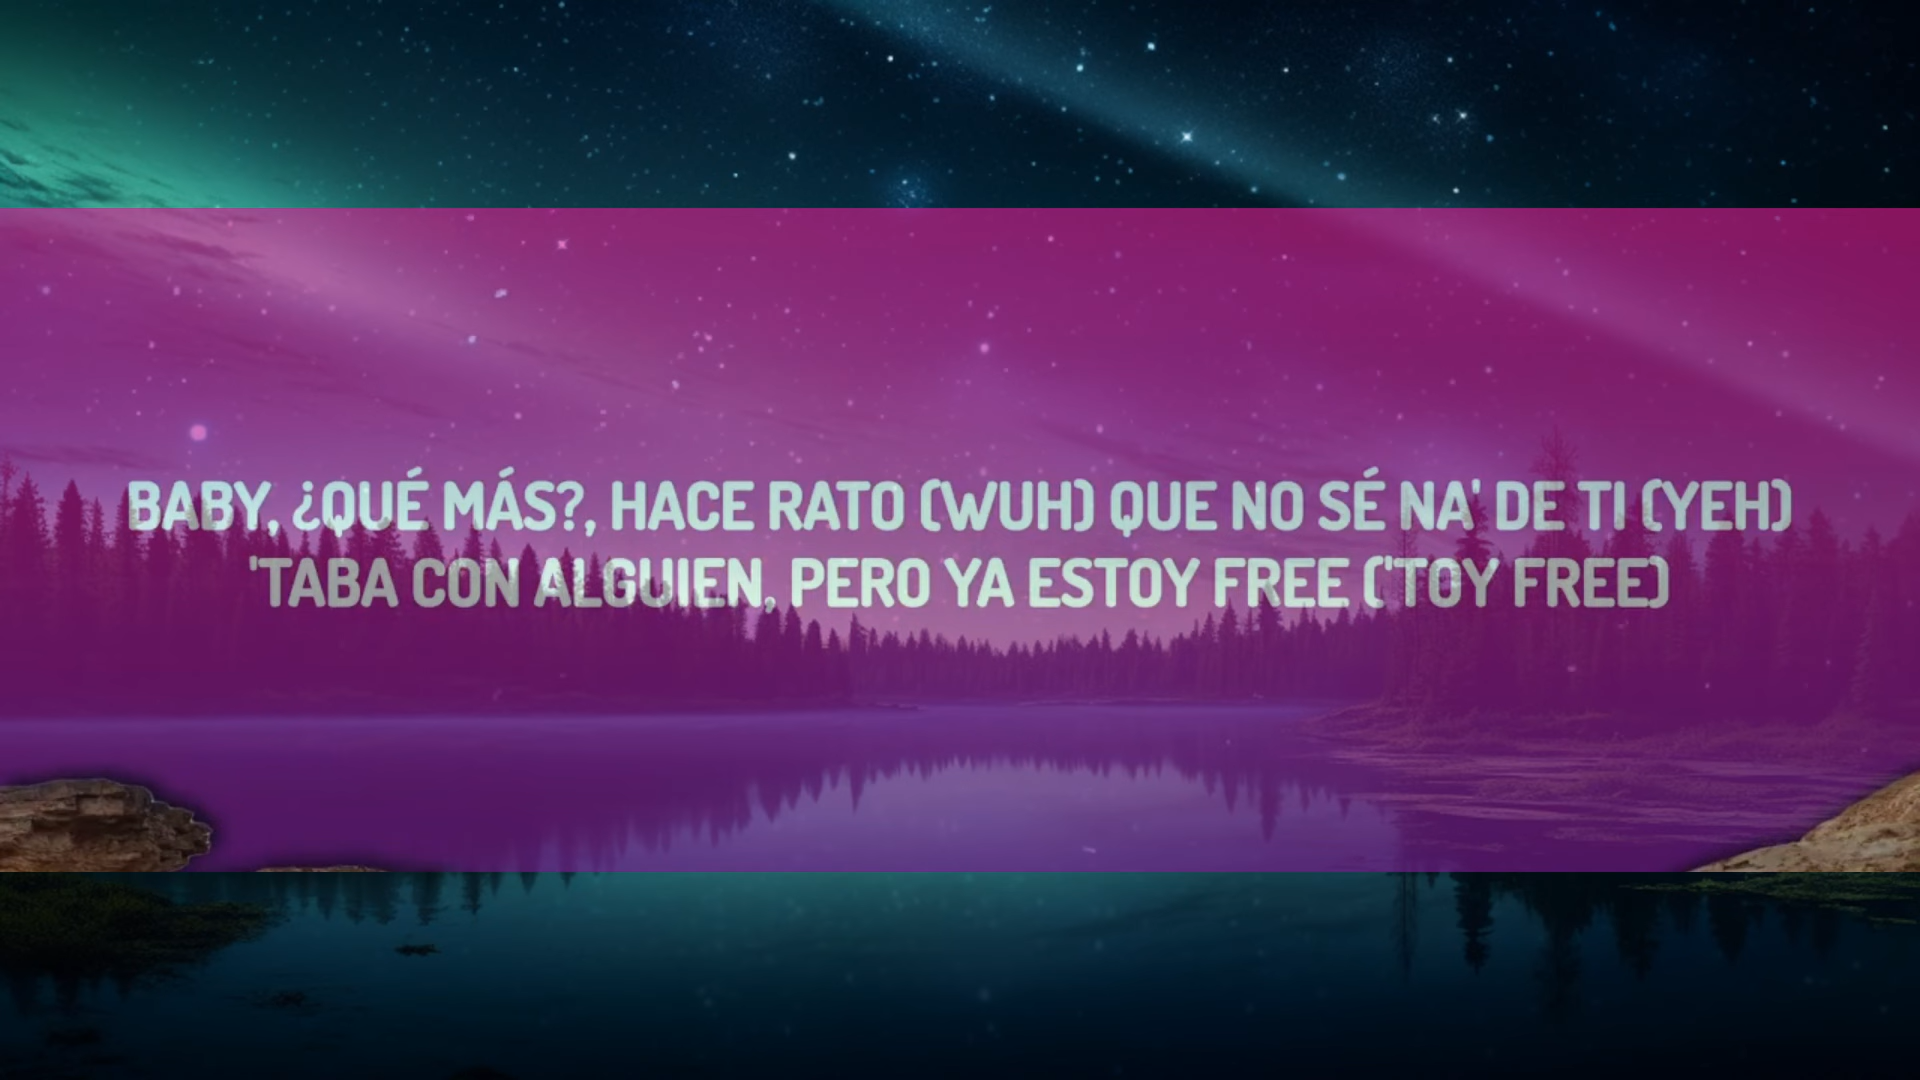 BABY, ¿QUÉ MÁS?, HACE RATO (WUH) QUE NO SÉ NA' DE TI (YEH)
'TABA CON ALGUIEN, PERO YA ESTOY FREE ('TOY FREE)